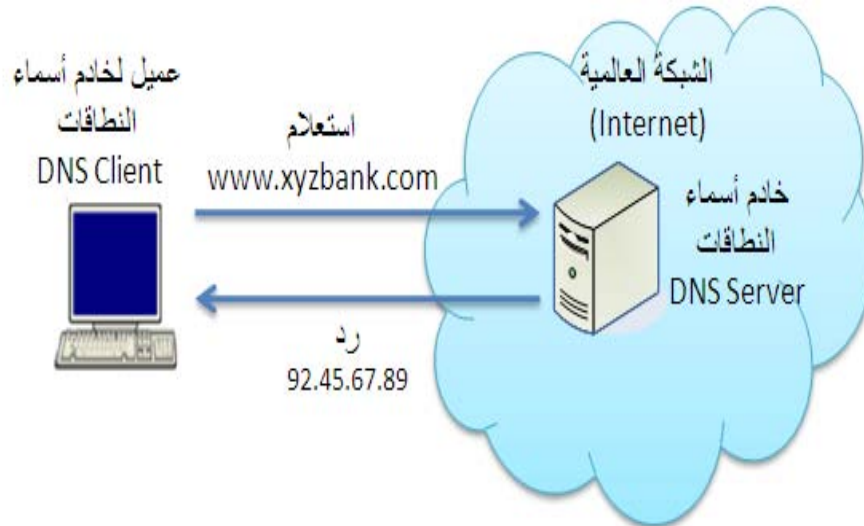 عميل لخادم أسماء
النطاقات
DNS Client
استعلام
www.xyzbank.com
الشبكة العالمية
(Internet)
خادم أسماء
النطاقات
DNS Server
رد
92.45.67.89